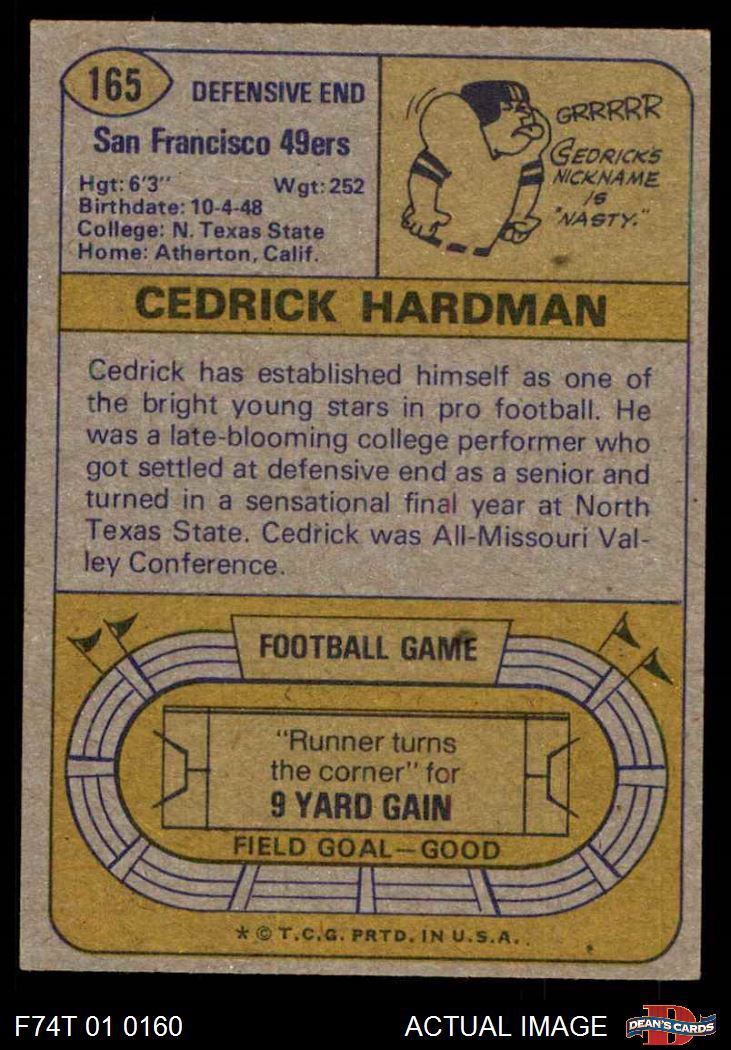 165
DEFENSIVE END
San Francisco 49ers
Hgt: 6'3" Wgt: 252
Birthdate: 10-4-48
College: N. Texas State
Home: Atherton, Calif.
GRRRRR
CEDRICK'S
NICKNAME
IS
"NASTY."
CEDRICK HARDMAN
Cedrick has established himself as one of
the bright young stars in pro football. He
was a late-blooming college performer who
got settled at defensive end as a senior and
turned in a sensational final year at North
Texas State. Cedrick was All-Missouri Val-
ley Conference.
FOOTBALL GAME
"Runner turns
the corner" for
9 YARD GAIN
FIELD GOAL—GOOD
* © T.C.G. PRTD. IN U.S.A.
F74T 01 0160 ACTUAL IMAGE
D
DEAN'S CARDS